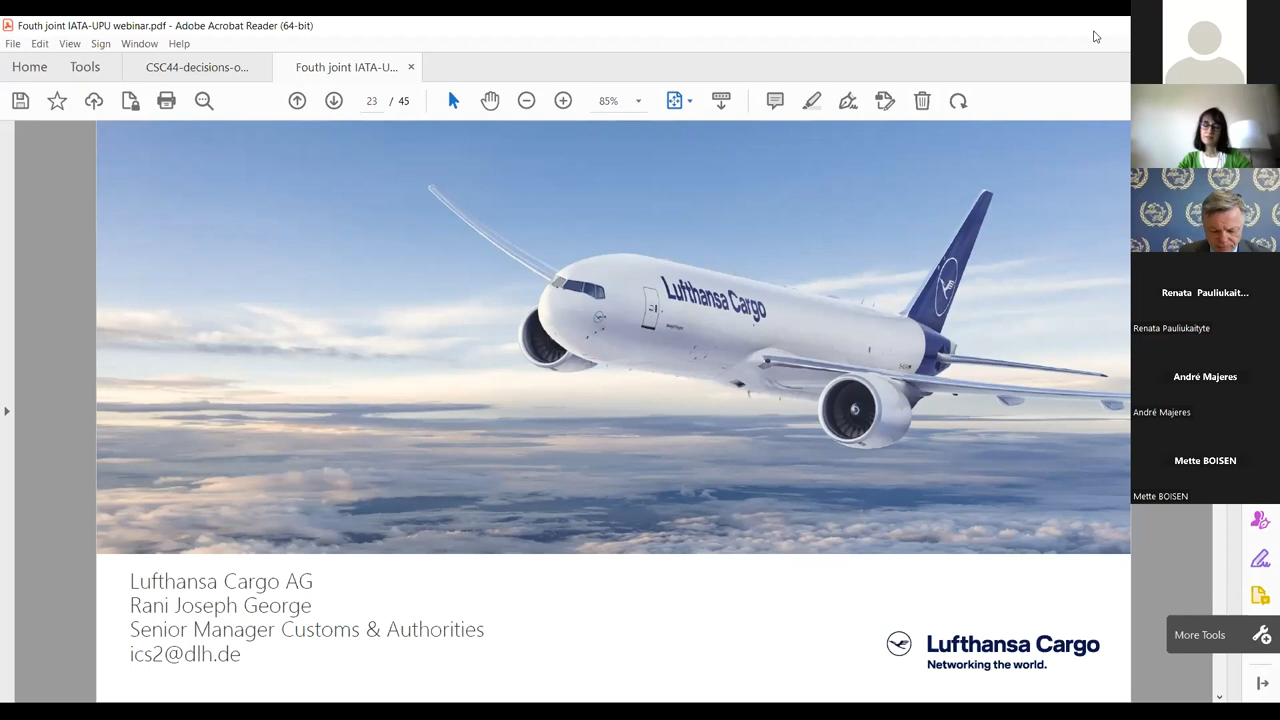 Fouth joint IATA-UPU webinar.pdf - Adobe Acrobat Reader (64-bit)
File Edit View Sign Window Help
Home Tools CSC44-decisions-o... Fouth joint IATA-U... ×
23 / 45 85%
Lufthansa Cargo
Renata Pauliukait...
Renata Pauliukaityte
André Majeres
André Majeres
Mette BOISEN
Mette BOISEN
Lufthansa Cargo AG
Rani Joseph George
Senior Manager Customs & Authorities
ics2@dlh.de
Lufthansa Cargo
Networking the world.
More Tools